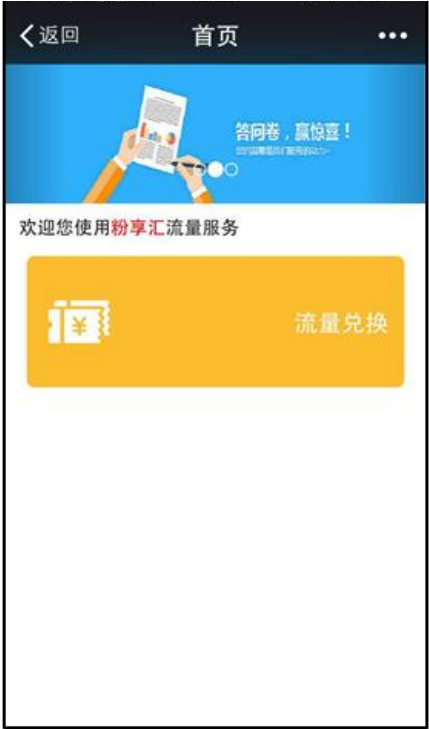 返回
首页
答问卷，赢惊喜！
欢迎您使用粉享汇流量服务
¥
流量兑换